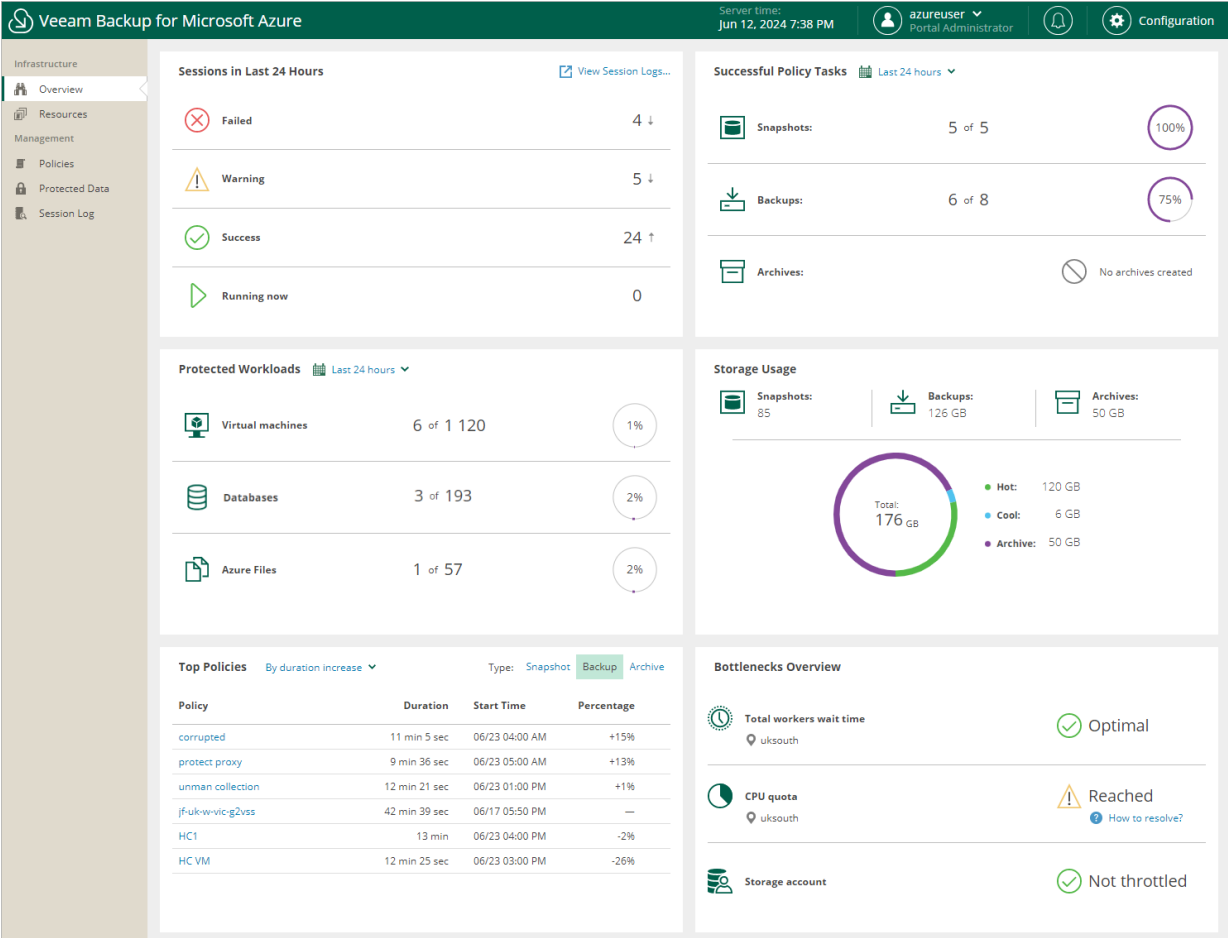 Veeam Backup for Microsoft Azure
Server time:
Jun 12, 2024 7:38 PM
azureuser
Portal Administrator
Configuration
Infrastructure
Overview
Resources
Management
Policies
Protected Data
Session Log
Sessions in Last 24 Hours
View Session Logs...
Failed 4 ↓
Warning 5 ↓
Success 24 ↑
Running now 0
Successful Policy Tasks Last 24 hours
Snapshots: 5 of 5 100%
Backups: 6 of 8 75%
Archives: No archives created
Protected Workloads Last 24 hours
Virtual machines 6 of 1 120 1%
Databases 3 of 193 2%
Azure Files 1 of 57 2%
Storage Usage
Snapshots:
85
Backups:
126 GB
Archives:
50 GB
Total:
176 GB
Hot: 120 GB
Cool: 6 GB
Archive: 50 GB
Top Policies By duration increase Type: Snapshot Backup Archive
Policy Duration Start Time Percentage
corrupted 11 min 5 sec 06/23 04:00 AM +15%
protect proxy 9 min 36 sec 06/23 05:00 AM +13%
unman collection 12 min 21 sec 06/23 01:00 PM +1%
jf-uk-w-vic-g2vss 42 min 39 sec 06/17 05:50 PM —
HC1 13 min 06/23 04:00 PM -2%
HC VM 12 min 25 sec 06/23 03:00 PM -26%
Bottlenecks Overview
Total workers wait time
uksouth
Optimal
CPU quota
uksouth
Reached
How to resolve?
Storage account
Not throttled